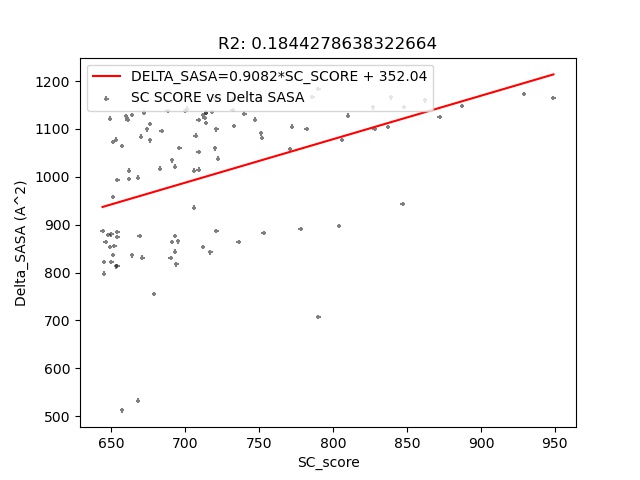 R2: 0.1844278638322664
DELTA_SASA=0.9082*SC_SCORE + 352.04
SC SCORE vs Delta SASA
1200
1100
1000
900
800
700
600
500
Delta_SASA (A^2)
650 700 750 800 850 900 950
SC_score